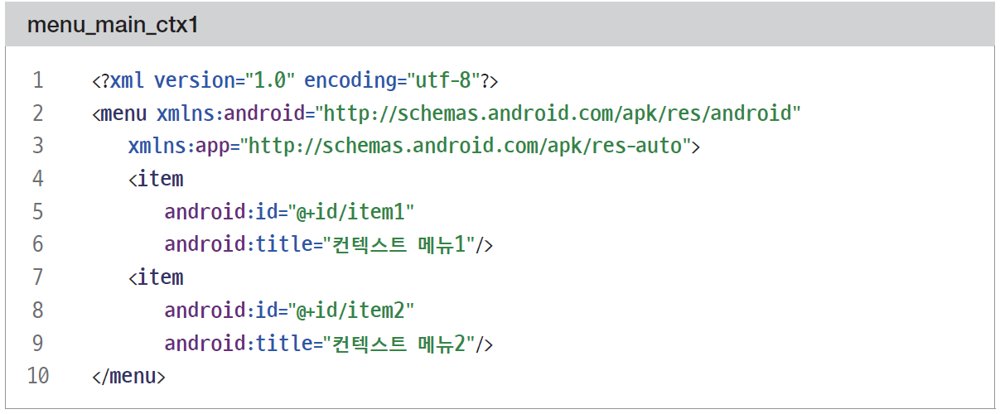 menu_main_ctx1
1 <?xml version="1.0" encoding="utf-8"?>
2 <menu xmlns:android="http://schemas.android.com/apk/res/android"
3 xmlns:app="http://schemas.android.com/apk/res-auto">
4 <item
5 android:id="@+id/item1"
6 android:title="컨텍스트 메뉴1"/>
7 <item
8 android:id="@+id/item2"
9 android:title="컨텍스트 메뉴2"/>
10 </menu>